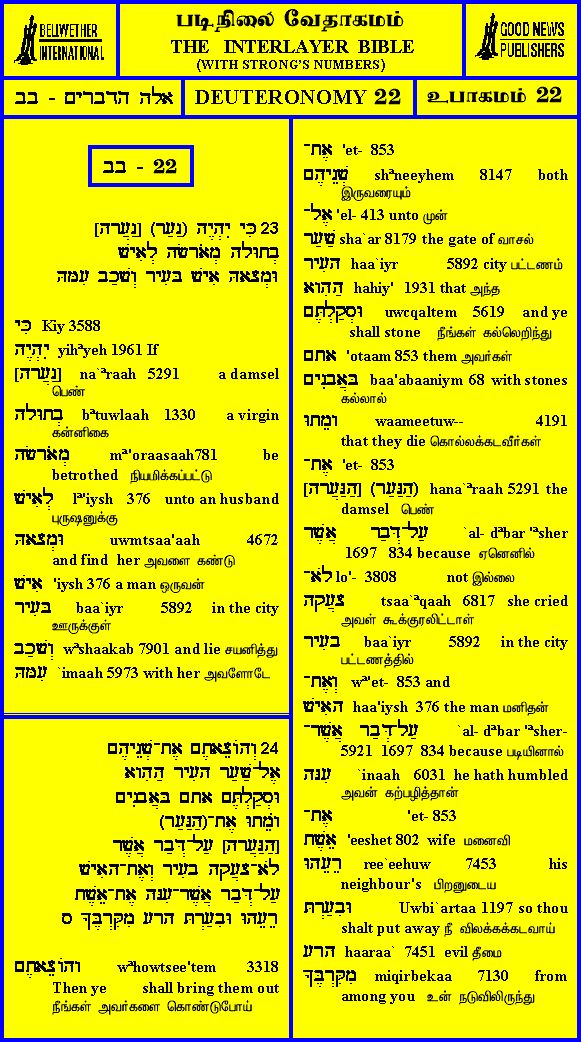 BELLWETHER
INTERNATIONAL
படிநிலை வேதாகமம்
THE INTERLAYER BIBLE
(WITH STRONG'S NUMBERS)
GOOD NEWS
PUBLISHERS
אלה הדברים - בב
DEUTERONOMY 22
உபாகமம் 22
בב - 22
23 כִּי יִהְיֶה (נַעַר) [נַעֲרָה]
בְתוּלָה מְאֹרָשָׂה לְאִישׁ
וּמְצָאָהּ אִישׁ בָּעִיר וְשָׁכַב עִמָּהּ
כִּי Kiy 3588
יִהְיֶה yihªyeh 1961 If
[נַעֲרָה] na`ªraah 5291 a damsel
பெண்
בְתוּלָה bªtuwlaah 1330 a virgin
கன்னிகை
מְאֹרָשָׂה mª'oraasaah781 be
betrothed நியமிக்கப்பட்டு
לְאִישׁ lª'iysh 376 unto an husband
புருஷனுக்கு
וּמְצָאָהּ uwmtsaa'aah 4672
and find her அவளை கண்டு
אִישׁ 'iysh 376 a man ஒருவன்
בָּעִיר baa`iyr 5892 in the city
ஊருக்குள்
וְשָׁכַב wªshaakab 7901 and lie சயனித்து
עִמָּהּ `imaah 5973 with her அவளோடே
24 וְהוֹצֵאתֶם אֶת־שְׁנֵיהֶם
אֶל־שַׁעַר הָעִיר הַהִוא
וּסְקַלְתֶּם אֹתָם בָּאֲבָנִים
וָמֵתוּ אֶת־(הַנַּעַר)
[הַנַּעֲרָה] עַל־דְּבַר אֲשֶׁר
לֹא־צָעֲקָה בָעִיר וְאֶת־הָאִישׁ
עַל־דְּבַר אֲשֶׁר־עִנָּה אֶת־אֵשֶׁת
רֵעֵהוּ וּבִעַרְתָּ הָרָע מִקִּרְבֶּךָ ס
וְהוֹצֵאתֶם wªhowtsee'tem 3318
Then ye shall bring them out
நீங்கள் அவர்களை கொண்டுபோய்
אֶת־ 'et- 853
שְׁנֵיהֶם shªneeyhem 8147 both
இருவரையும்
אֶל־ 'el- 413 unto முன்
שַׁעַר sha`ar 8179 the gate of வாசல்
הָעִיר haa`iyr 5892 city பட்டணம்
הַהִוא hahiy' 1931 that அந்த
וּסְקַלְתֶּם uwcqaltem 5619 and ye
shall stone நீங்கள் கல்லெறிந்து
אֹתָם 'otaam 853 them அவர்கள்
בָּאֲבָנִים baa'abaaniym 68 with stones
கல்லால்
וָמֵתוּ waameetuw-- 4191
that they die கொல்லக்கடவீர்கள்
אֶת־ 'et- 853
[הַנַּעֲרָה] (הַנַּעַר) hana`ªraah 5291 the
damsel பெண்
עַל־דְּבַר אֲשֶׁר `al- dªbar 'ªsher
1697 834 because ஏனெனில்
לֹא־ lo'- 3808 not இல்லை
צָעֲקָה tsaa`ªqaah 6817 she cried
அவள் கூக்குரலிட்டாள்
בָעִיר baa`iyr 5892 in the city
பட்டணத்தில்
וְאֶת־ wª'et- 853 and
הָאִישׁ haa'iysh 376 the man மனிதன்
עַל־דְּבַר אֲשֶׁר־ `al- dªbar 'ªsher-
5921 1697 834 because படியினால்
עִנָּה `inaah 6031 he hath humbled
அவன் கற்பழித்தான்
אֶת־ 'et- 853
אֵשֶׁת 'eeshet 802 wife மனைவி
רֵעֵהוּ ree`eehuw 7453 his
neighbour's பிறனுடைய
וּבִעַרְתָּ Uwbi`artaa 1197 so thou
shalt put away நீ விலக்கக்கடவாய்
הָרָע haaraa` 7451 evil தீமை
מִקִּרְבֶּךָ miqirbekaa 7130 from
among you உன் நடுவிலிருந்து